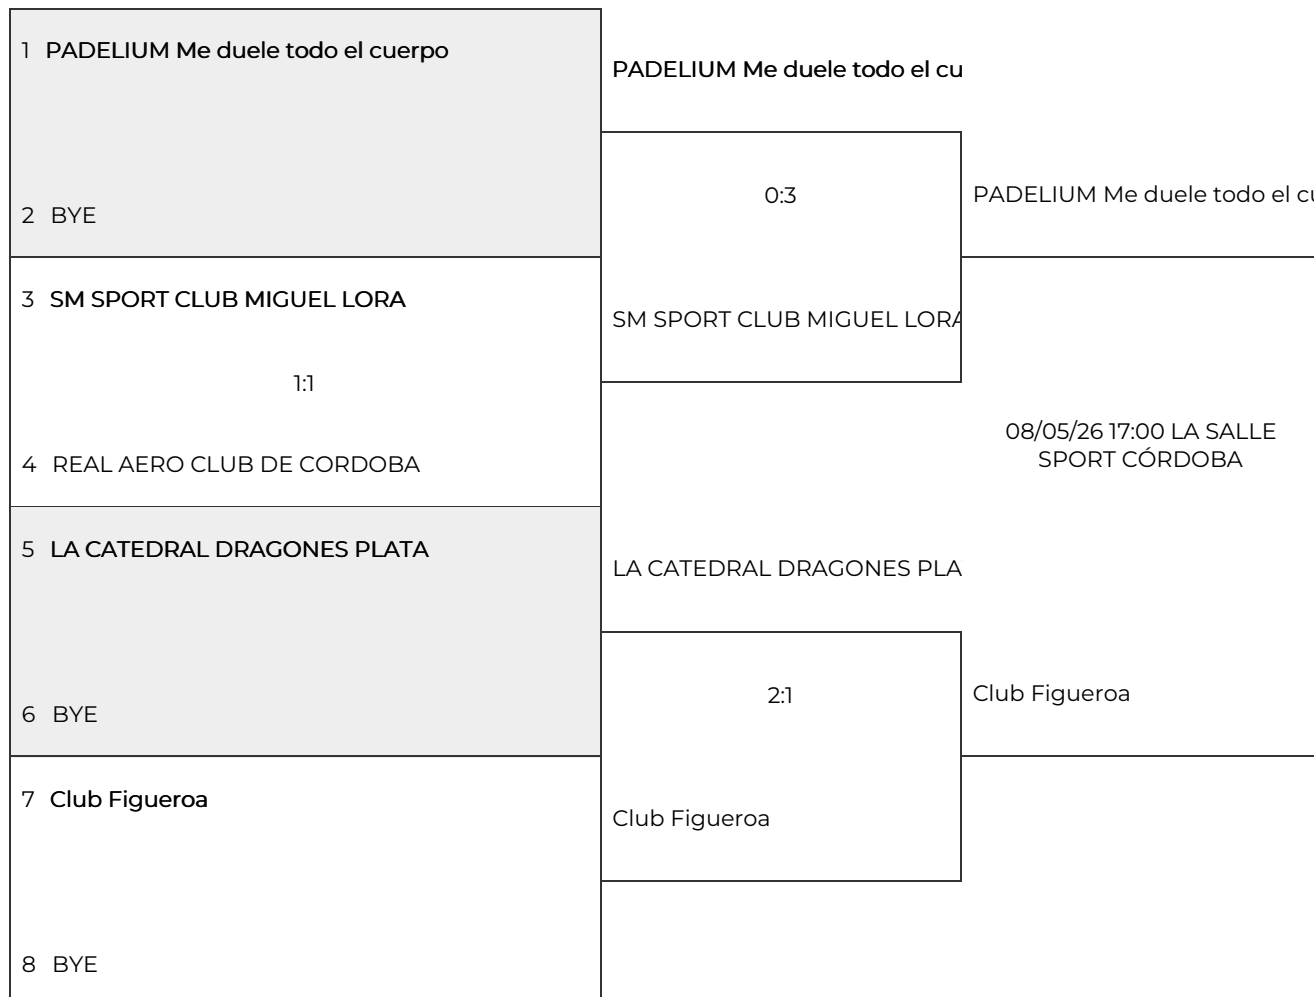 1 PADELIUM Me duele todo el cuerpo
2 BYE
3 SM SPORT CLUB MIGUEL LORA
1:1
4 REAL AERO CLUB DE CORDOBA
5 LA CATEDRAL DRAGONES PLATA
6 BYE
7 Club Figueroa
8 BYE
PADELIUM Me duele todo el cu
0:3
SM SPORT CLUB MIGUEL LORA
LA CATEDRAL DRAGONES PLA
2:1
Club Figueroa
PADELIUM Me duele todo el cu
08/05/26 17:00 LA SALLE
SPORT CÓRDOBA
Club Figueroa